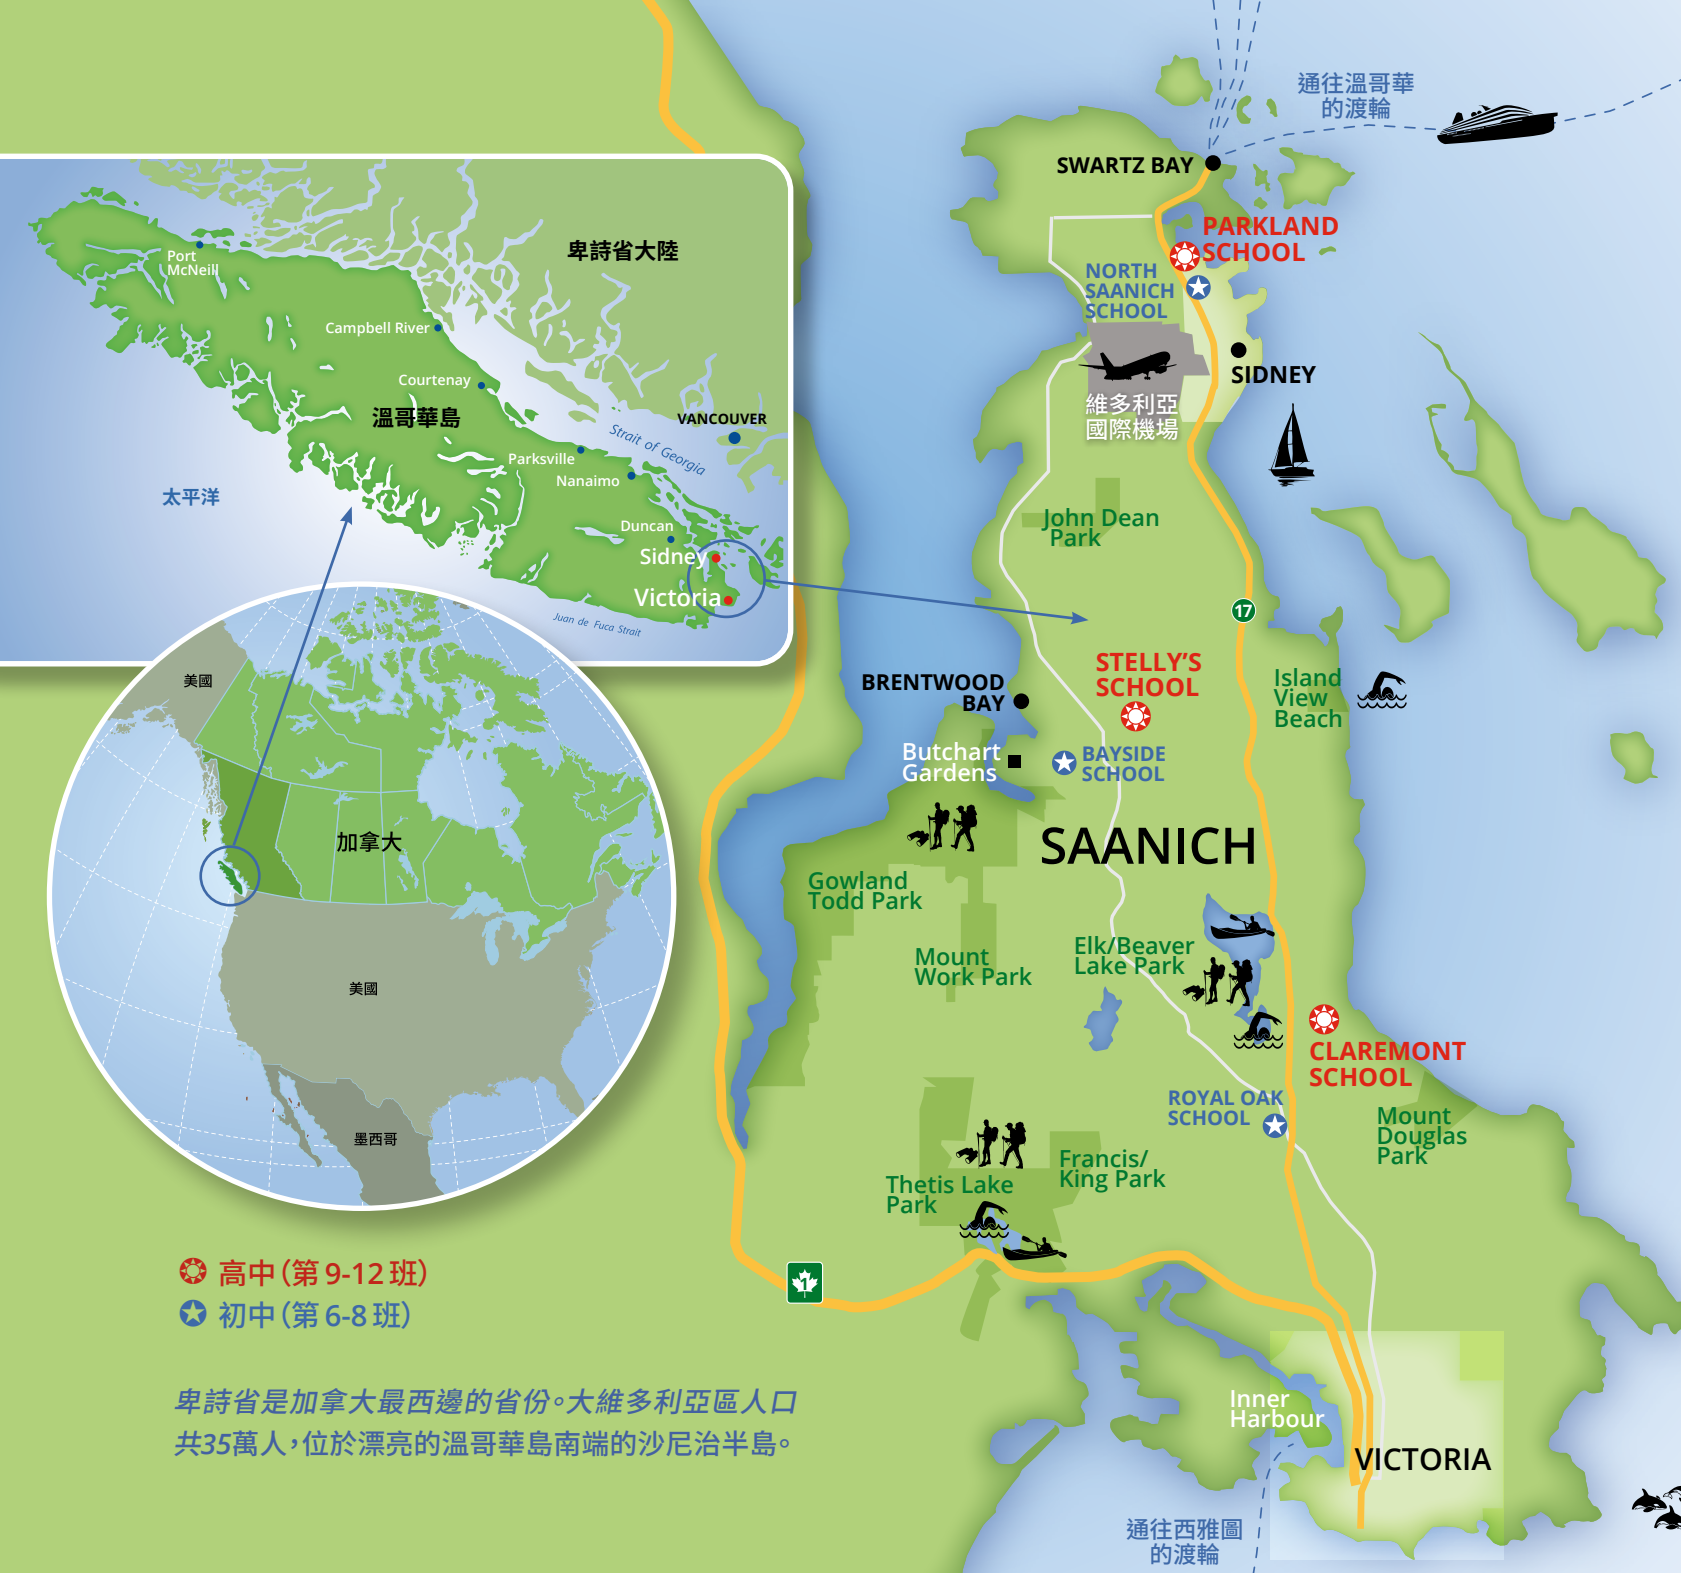 通往溫哥華
的渡輪
SWARTZ BAY
PARKLAND
SCHOOL
NORTH
SAANICH
SCHOOL
SIDNEY
維多利亞
國際機場
John Dean
Park
17
STELLY'S
SCHOOL
BRENTWOOD
BAY
Island
View
Beach
Butchart
Gardens
BAYSIDE
SCHOOL
SAANICH
Gowland
Todd Park
Mount
Work Park
Elk/Beaver
Lake Park
CLAREMONT
SCHOOL
ROYAL OAK
SCHOOL
Mount
Douglas
Park
Francis/
King Park
Thetis Lake
Park
1
Inner
Harbour
VICTORIA
通往西雅圖
的渡輪
卑詩省大陸
Port
McNeill
Campbell River
Courtenay
溫哥華島
VANCOUVER
Strait of Georgia
Parksville
Nanaimo
太平洋
Duncan
Sidney
Victoria
Juan de Fuca Strait
美國
加拿大
美國
墨西哥
高中（第 9-12 班）
初中（第 6-8 班）
卑詩省是加拿大最西邊的省份。大維多利亞區人口
共35萬人，位於漂亮的溫哥華島南端的沙尼治半島。